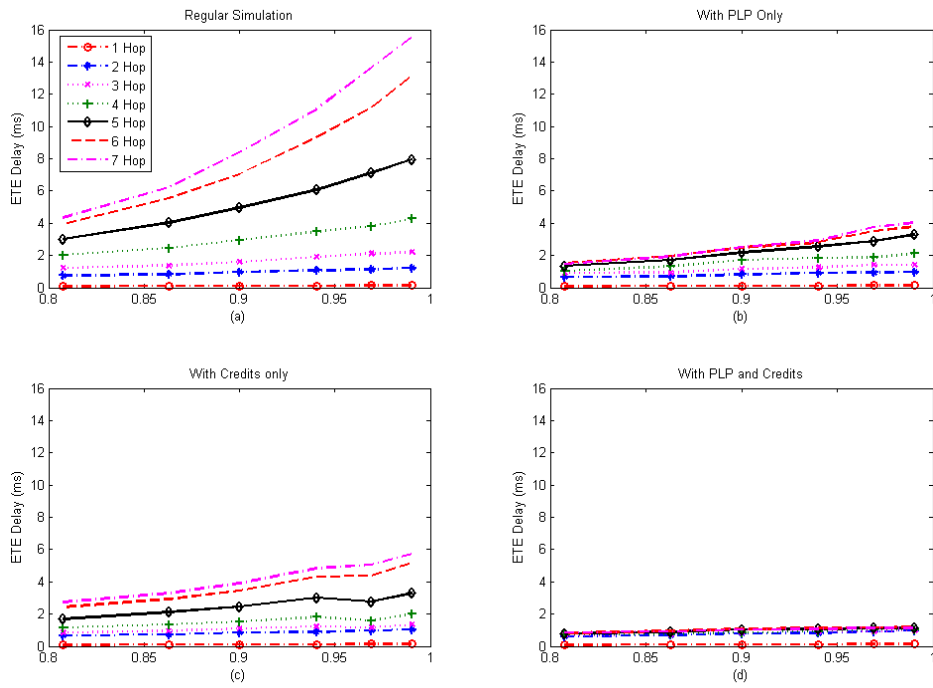 Regular Simulation
ETE Delay (ms)
16
14
12
10
8
6
4
2
0
1 Hop
2 Hop
3 Hop
4 Hop
5 Hop
6 Hop
7 Hop
0.8
0.85
0.9
0.95
1
(a)
With PLP Only
ETE Delay (ms)
16
14
12
10
8
6
4
2
0
0.8
0.85
0.9
0.95
1
(b)
With Credits only
ETE Delay (ms)
16
14
12
10
8
6
4
2
0
0.8
0.85
0.9
0.95
1
(c)
With PLP and Credits
ETE Delay (ms)
16
14
12
10
8
6
4
2
0
0.8
0.85
0.9
0.95
1
(d)